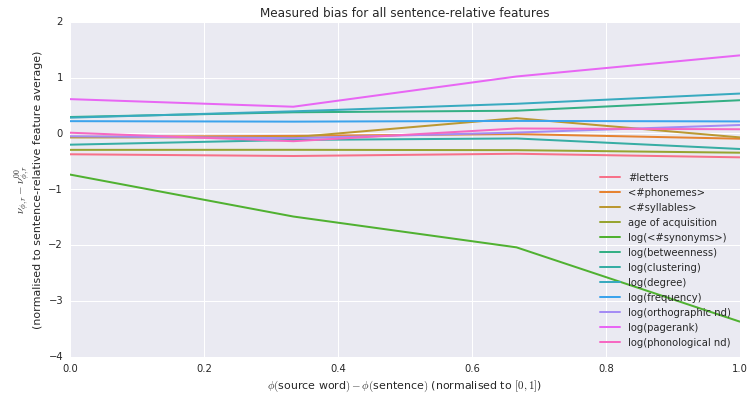 Measured bias for all sentence-relative features
2
1
0
−1
−2
−3
−4
ν_{ϕ,r} − ν^{00}_{ϕ,r}
(normalised to sentence-relative feature average)
#letters
<#phonemes>
<#syllables>
age of acquisition
log(<#synonyms>)
log(betweenness)
log(clustering)
log(degree)
log(frequency)
log(orthographic nd)
log(pagerank)
log(phonological nd)
0.0 0.2 0.4 0.6 0.8 1.0
ϕ(source word) − ϕ(sentence) (normalised to [0, 1])